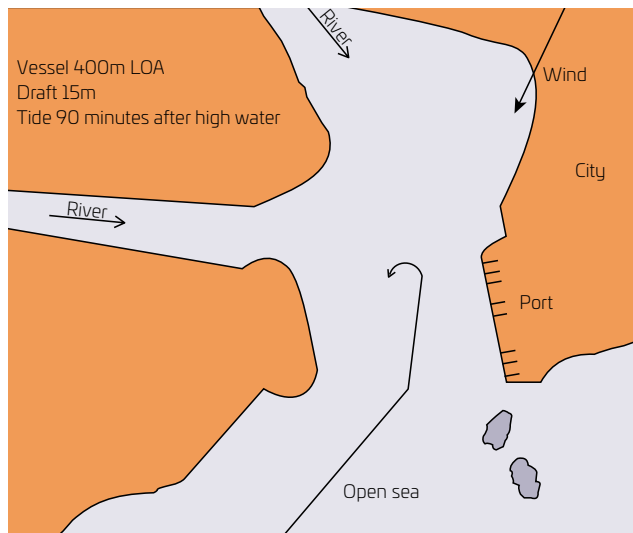 River
Vessel 400m LOA
Draft 15m
Tide 90 minutes after high water
Wind
City
River
Port
Open sea